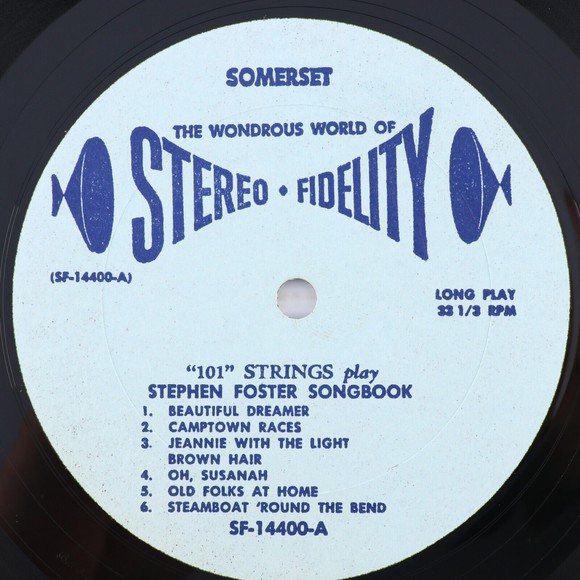 SOMERSET
THE WONDROUS WORLD OF
STEREO • FIDELITY
(SF-14400-A)
LONG PLAY
33 1/3 RPM
"101" STRINGS play
STEPHEN FOSTER SONGBOOK
1. BEAUTIFUL DREAMER
2. CAMPTOWN RACES
3. JEANNIE WITH THE LIGHT
BROWN HAIR
4. OH, SUSANAH
5. OLD FOLKS AT HOME
6. STEAMBOAT 'ROUND THE BEND
SF-14400-A